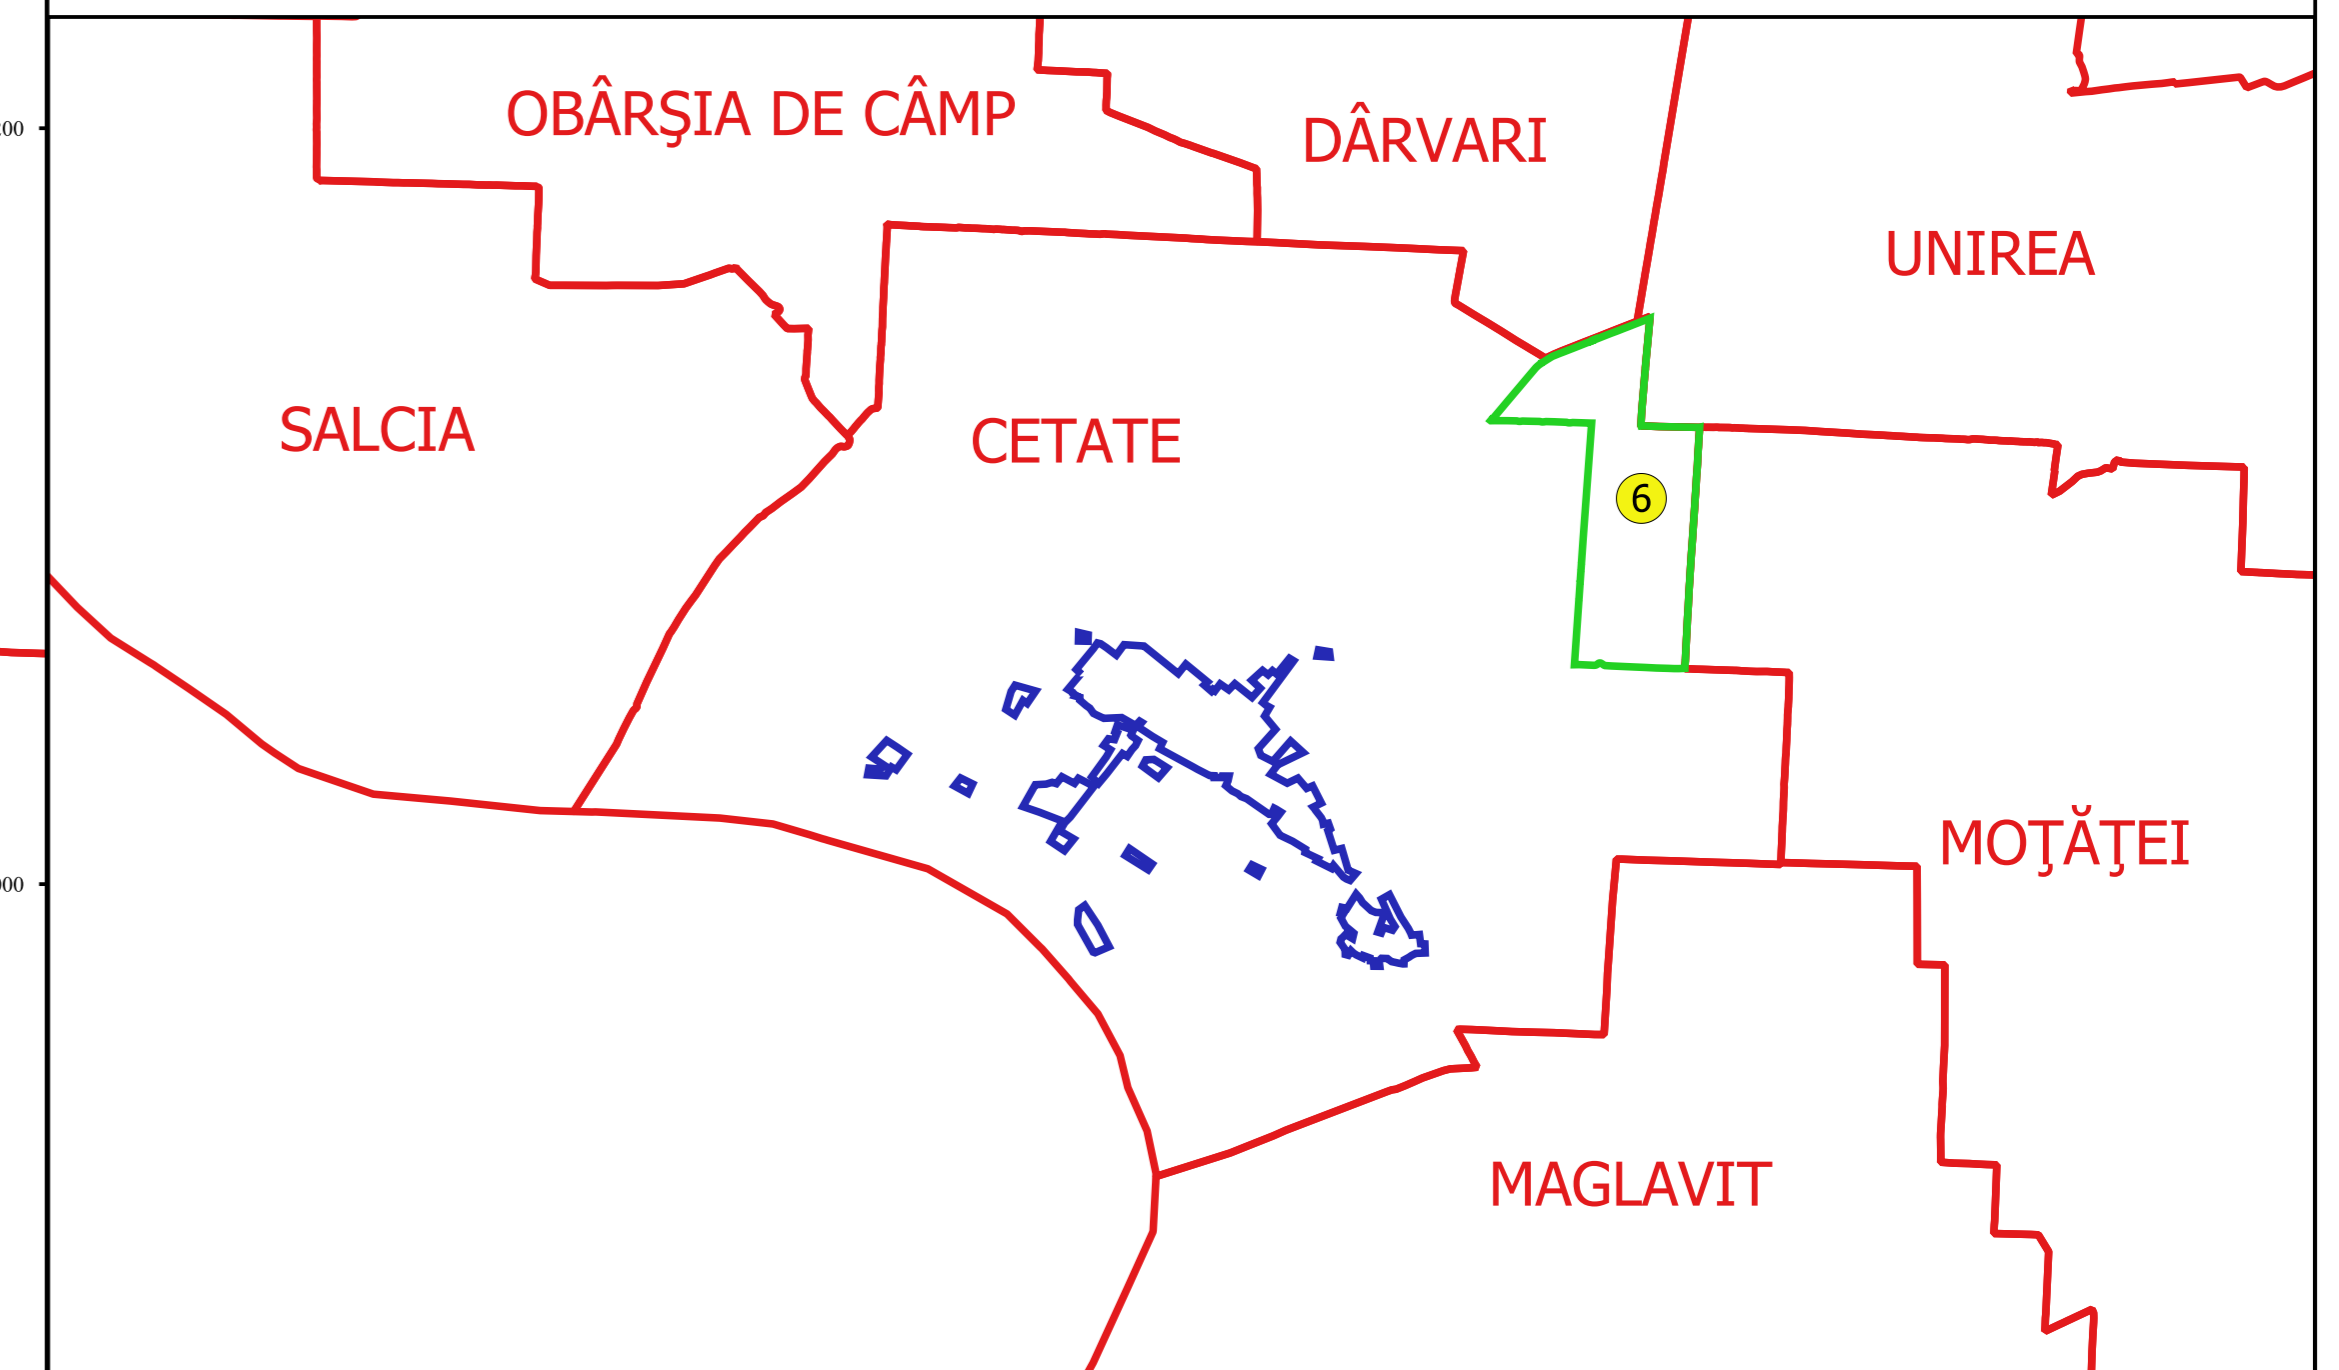 OBÂRŞIA DE CÂMP
DÂRVARI
UNIREA
SALCIA
CETATE
6
MOŢĂŢEI
MAGLAVIT